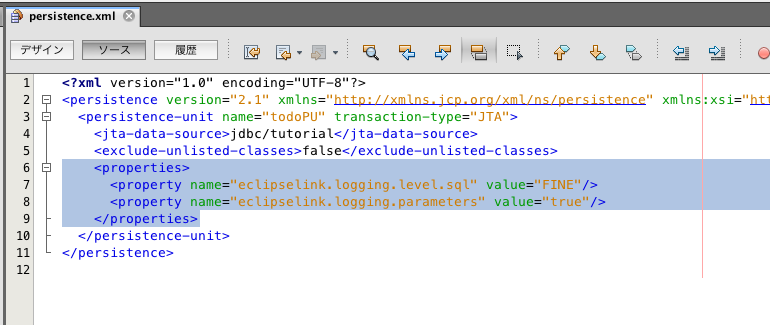 persistence.xml
デザイン ソース 履歴
1 <?xml version="1.0" encoding="UTF-8"?>
2 <persistence version="2.1" xmlns="http://xmlns.jcp.org/xml/ns/persistence" xmlns:xsi="htt
3 <persistence-unit name="todoPU" transaction-type="JTA">
4 <jta-data-source>jdbc/tutorial</jta-data-source>
5 <exclude-unlisted-classes>false</exclude-unlisted-classes>
6 <properties>
7 <property name="eclipselink.logging.level.sql" value="FINE"/>
8 <property name="eclipselink.logging.parameters" value="true"/>
9 </properties>
10 </persistence-unit>
11 </persistence>
12